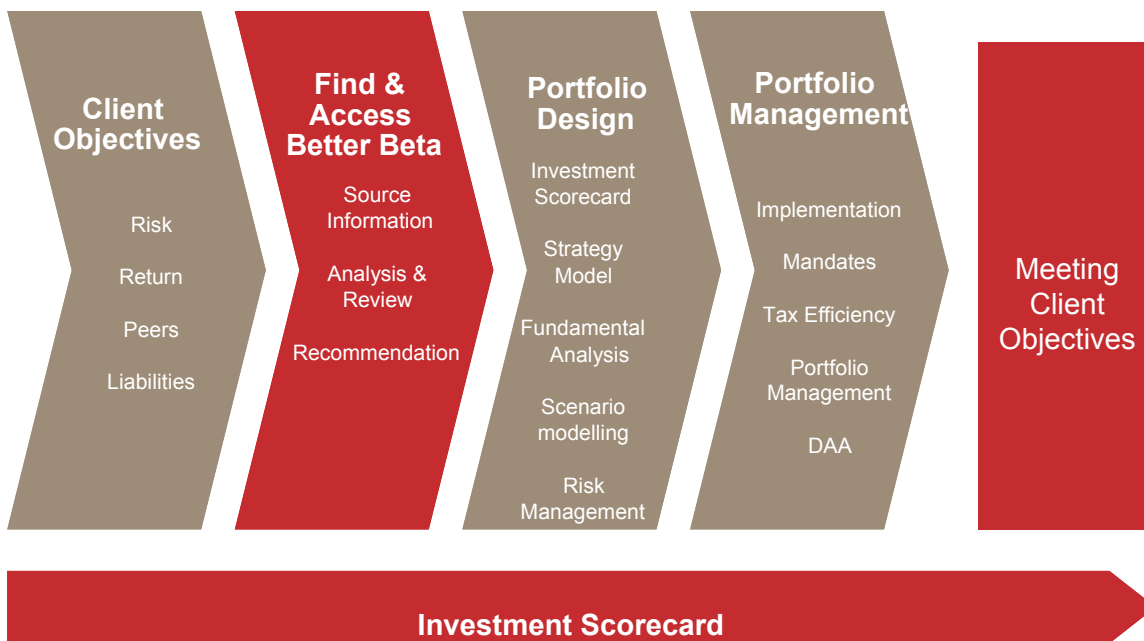 Client
Objectives
Risk
Return
Peers
Liabilities
Find &
Access
Better Beta
Source
Information
Analysis &
Review
Recommendation
Portfolio
Design
Investment
Scorecard
Strategy
Model
Fundamental
Analysis
Scenario
modelling
Risk
Management
Portfolio
Management
Implementation
Mandates
Tax Efficiency
Portfolio
Management
DAA
Meeting
Client
Objectives
Investment Scorecard